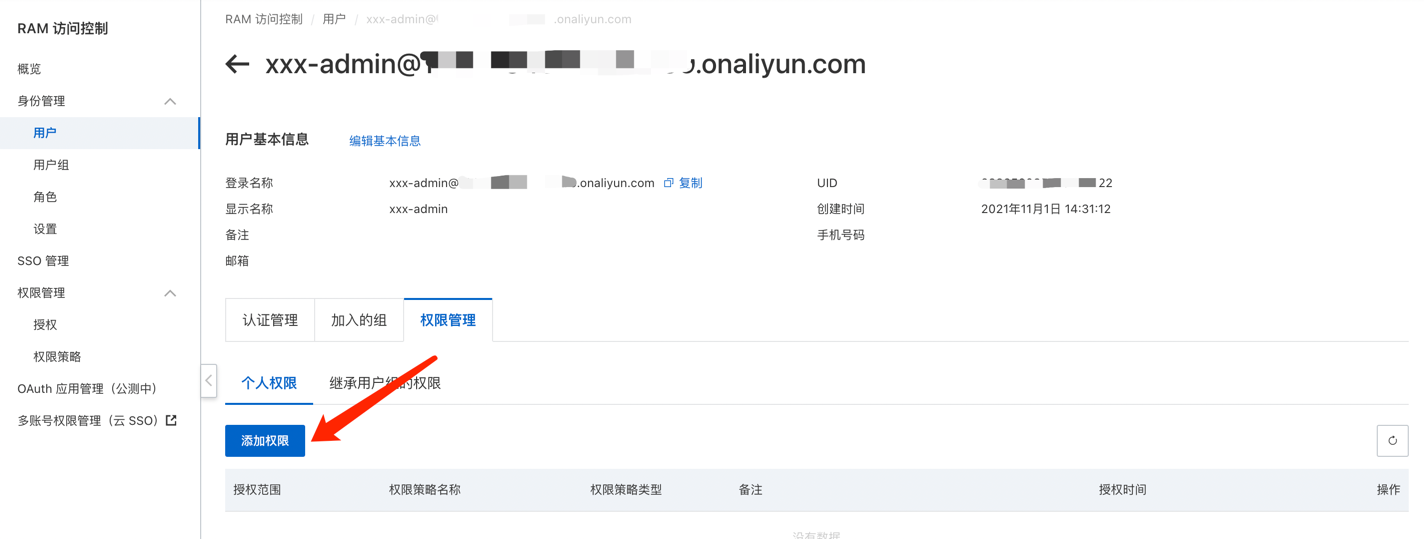 RAM 访问控制
概览
身份管理
用户
用户组
角色
设置
SSO 管理
权限管理
授权
权限策略
OAuth 应用管理（公测中）
多账号权限管理（云 SSO）
RAM 访问控制 / 用户 / xxx-admin@ .onaliyun.com
xxx-admin@ .onaliyun.com
用户基本信息 编辑基本信息
登录名称 xxx-admin@ .onaliyun.com 复制 UID 22
显示名称 xxx-admin 创建时间 2021年11月1日 14:31:12
备注 手机号码
邮箱
认证管理 加入的组 权限管理
个人权限 继承用户组的权限
添加权限
授权范围 权限策略名称 权限策略类型 备注 授权时间 操作
没有数据